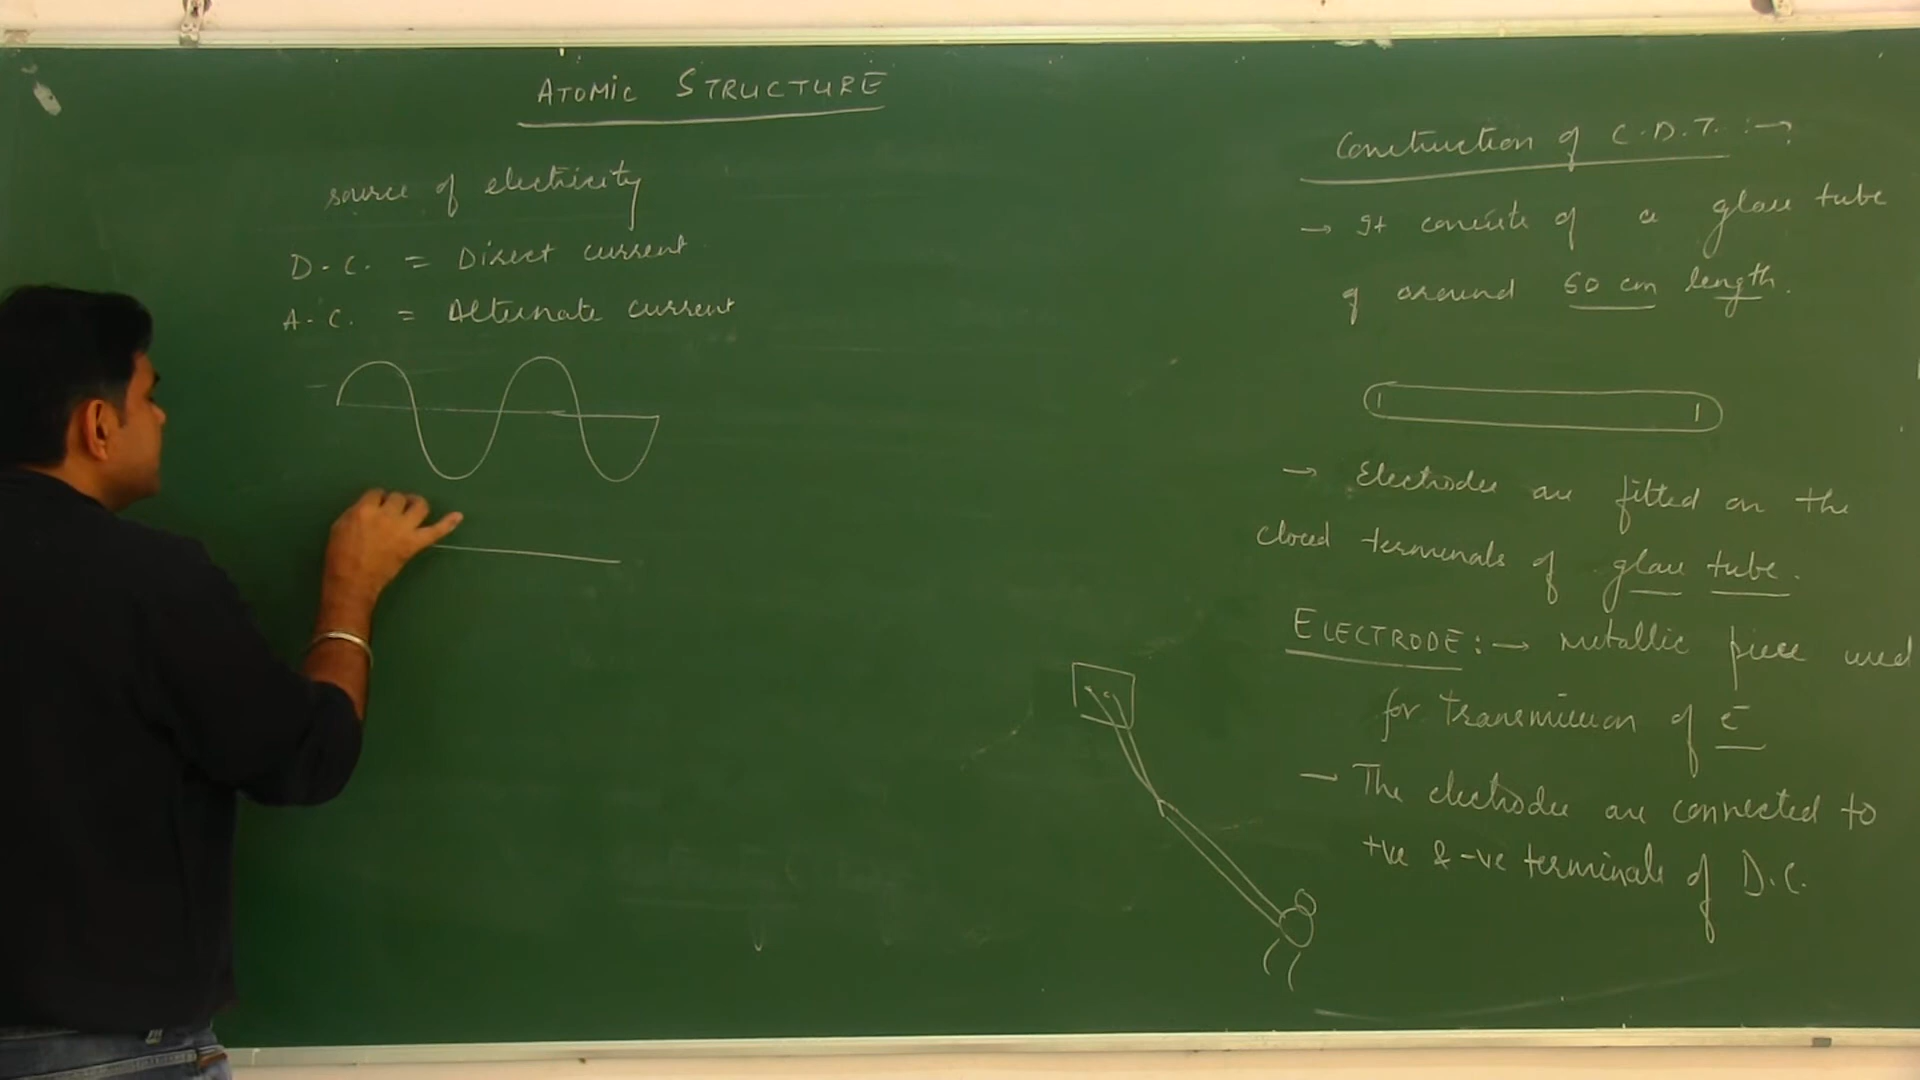 ATOMIC STRUCTURE
source of electricity
D.C. = Direct current
A.C. = Alternate current
Construction of C.D.T. :→
→ It consists of a glass tube
of around 60 cm length.
→ Electrodes are fitted on the
closed terminals of glass tube.
ELECTRODE :→ Metallic piece used
for transmission of e⁻
→ The electrodes are connected to
+ve & -ve terminals of D.C.